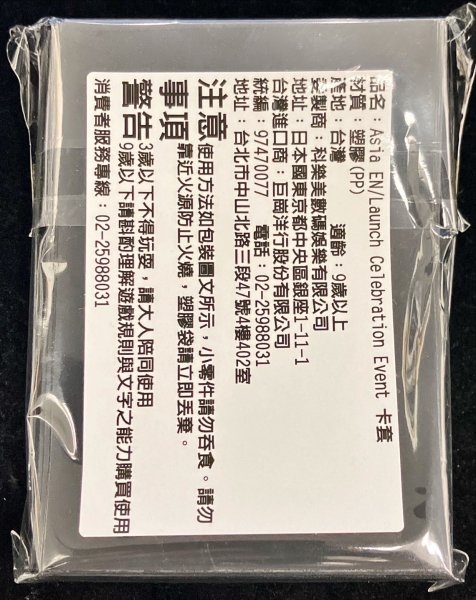 品名：Asia EN/Launch Celebration Event 卡套
材質：塑膠(PP)
產地：台灣 適齡：9歲以上
委製商：科樂美數碼娛樂有限公司
地址：日本國東京都中央區銀座1-11-1
台灣進口商：巨崗洋行股份有限公司
統編：97470077 電話：02-25988031
地址：台北市中山北路三段47號4樓402室
注意事項
使用方法如包裝圖文所示，小零件請勿吞食。請勿
靠近火源防止火燒，塑膠袋請立即丟棄。
警告
3歲以下不得玩耍，請大人陪同使用
9歲以下請斟酌理解遊戲規則與文字之能力購買使用
消費者服務專線：02-25988031